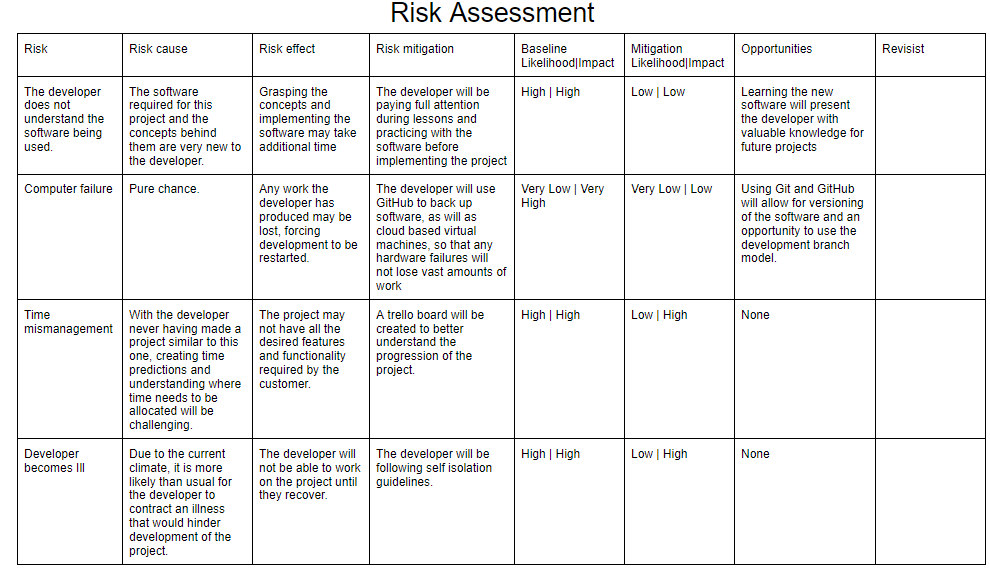 Risk Assessment
Risk
Risk cause
Risk effect
Risk mitigation
Baseline
Likelihood|Impact
Mitigation
Likelihood|Impact
Opportunities
Revisist
The developer
does not
understand the
software being
used.
The software
required for this
project and the
concepts behind
them are very new to
the developer.
Grasping the
concepts and
implementing the
software may take
additional time
The developer will be
paying full attention
during lessons and
practicing with the
software before
implementing the project
High | High
Low | Low
Learning the new
software will present
the developer with
valuable knowledge for
future projects
Computer failure
Pure chance.
Any work the
developer has
produced may be
lost, forcing
development to be
restarted.
The developer will use
GitHub to back up
software, as will as
cloud based virtual
machines, so that any
hardware failures will
not lose vast amounts of
work
Very Low | Very
High
Very Low | Low
Using Git and GitHub
will allow for versioning
of the software and an
opportunity to use the
development branch
model.
Time
mismanagement
With the developer
never having made a
project similar to this
one, creating time
predictions and
understanding where
time needs to be
allocated will be
challenging.
The project may
not have all the
desired features
and functionality
required by the
customer.
A trello board will be
created to better
understand the
progression of the
project.
High | High
Low | High
None
Developer
becomes Ill
Due to the current
climate, it is more
likely than usual for
the developer to
contract an illness
that would hinder
development of the
project.
The developer will
not be able to work
on the project until
they recover.
The developer will be
following self isolation
guidelines.
High | High
Low | High
None